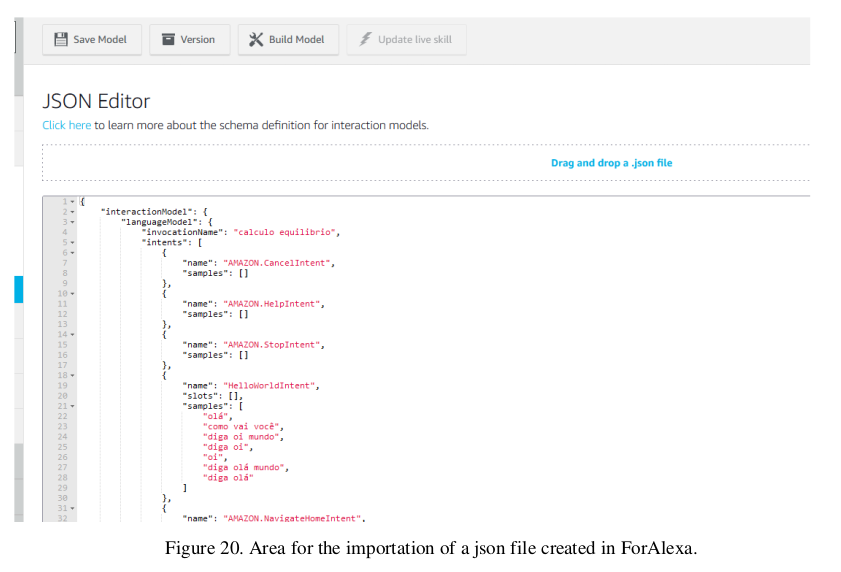 Save Model Version Build Model Update live skill
JSON Editor
Click here to learn more about the schema definition for interaction models.
Drag and drop a .json file
1 {
2 "interactionModel": {
3 "languageModel": {
4 "invocationName": "calculo equilibrio",
5 "intents": [
6 {
7 "name": "AMAZON.CancelIntent",
8 "samples": []
9 },
10 {
11 "name": "AMAZON.HelpIntent",
12 "samples": []
13 },
14 {
15 "name": "AMAZON.StopIntent",
16 "samples": []
17 },
18 {
19 "name": "HelloWorldIntent",
20 "slots": [],
21 "samples": [
22 "olá",
23 "como vai você",
24 "diga oi mundo",
25 "diga oi",
26 "oi",
27 "diga olá mundo",
28 "diga olá"
29 ]
30 },
31 {
32 "name": "AMAZON.NavigateHomeIntent",
Figure 20. Area for the importation of a json file created in ForAlexa.